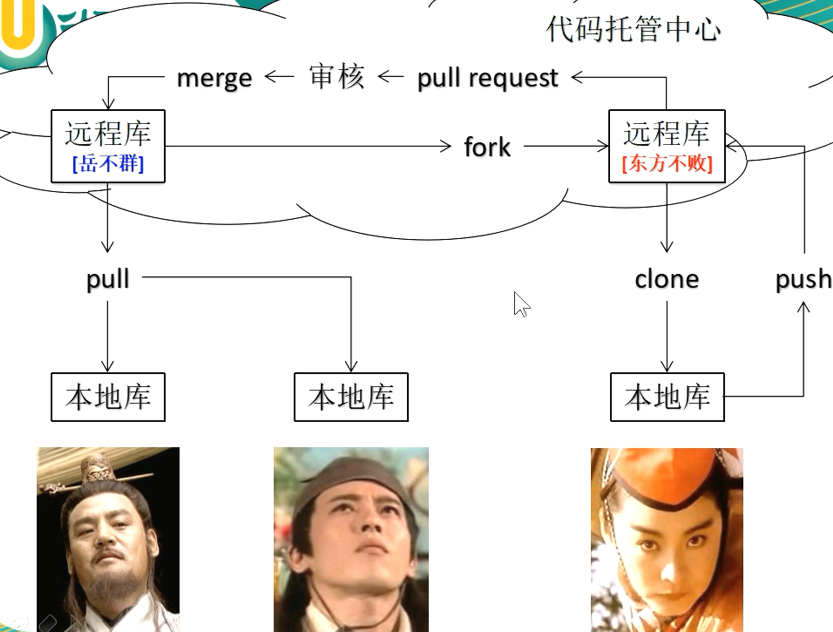 代码托管中心
merge
审核
pull request
远程库
[岳不群]
fork
远程库
[东方不败]
pull
clone
push
本地库
本地库
本地库